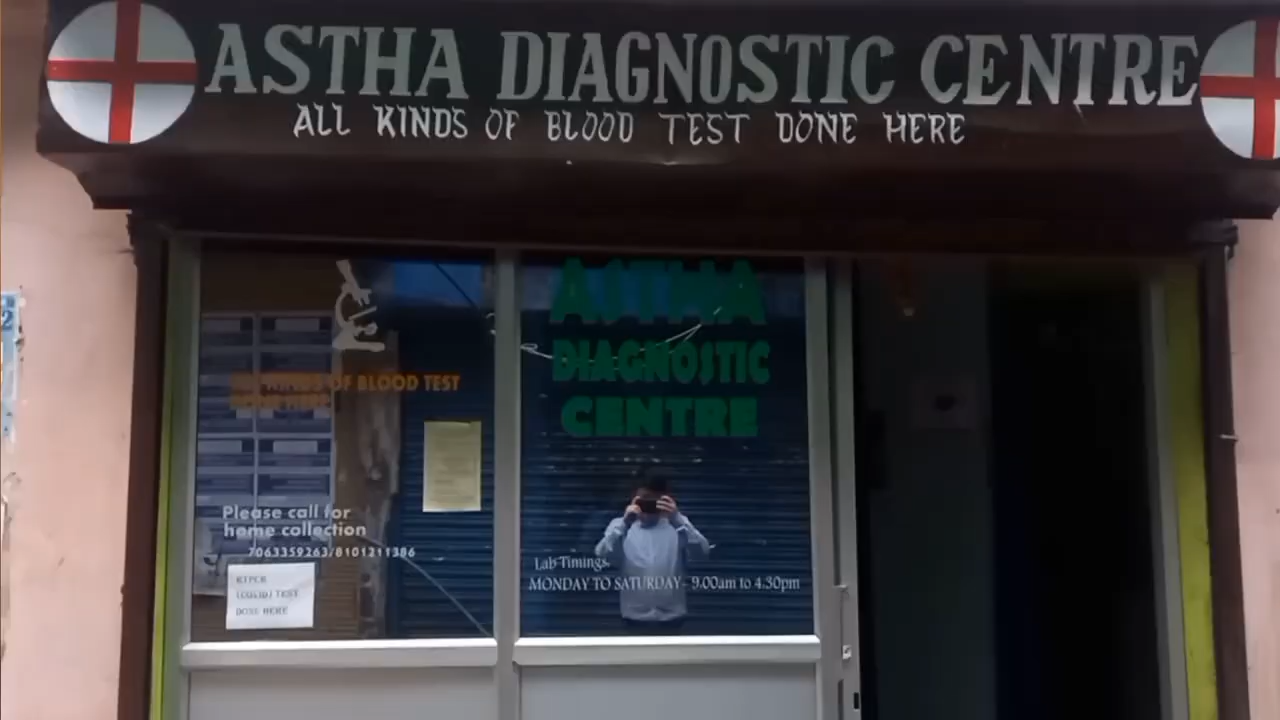 ASTHA DIAGNOSTIC CENTRE
ALL KINDS OF BLOOD TEST DONE HERE
ASTHA
DIAGNOSTIC
CENTRE
OF BLOOD TEST
Please call for
home collection
7063359263/8101211386
(COVID) TEST
DONE HERE
Lab Timings.
MONDAY TO SATURDAY - 9.00am to 4.30pm
2